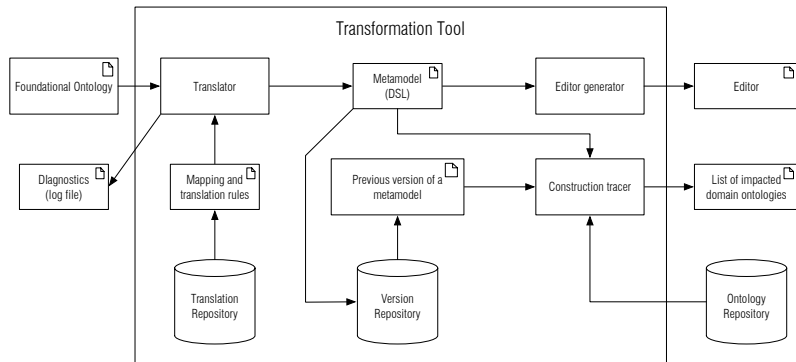 Transformation Tool
Foundational Ontology
Translator
Metamodel
(DSL)
Editor generator
Editor
DIagnostics
(log file)
Mapping and
translation rules
Previous version of a
metamodel
Construction tracer
List of impacted
domain ontologies
Translation
Repository
Version
Repository
Ontology
Repository